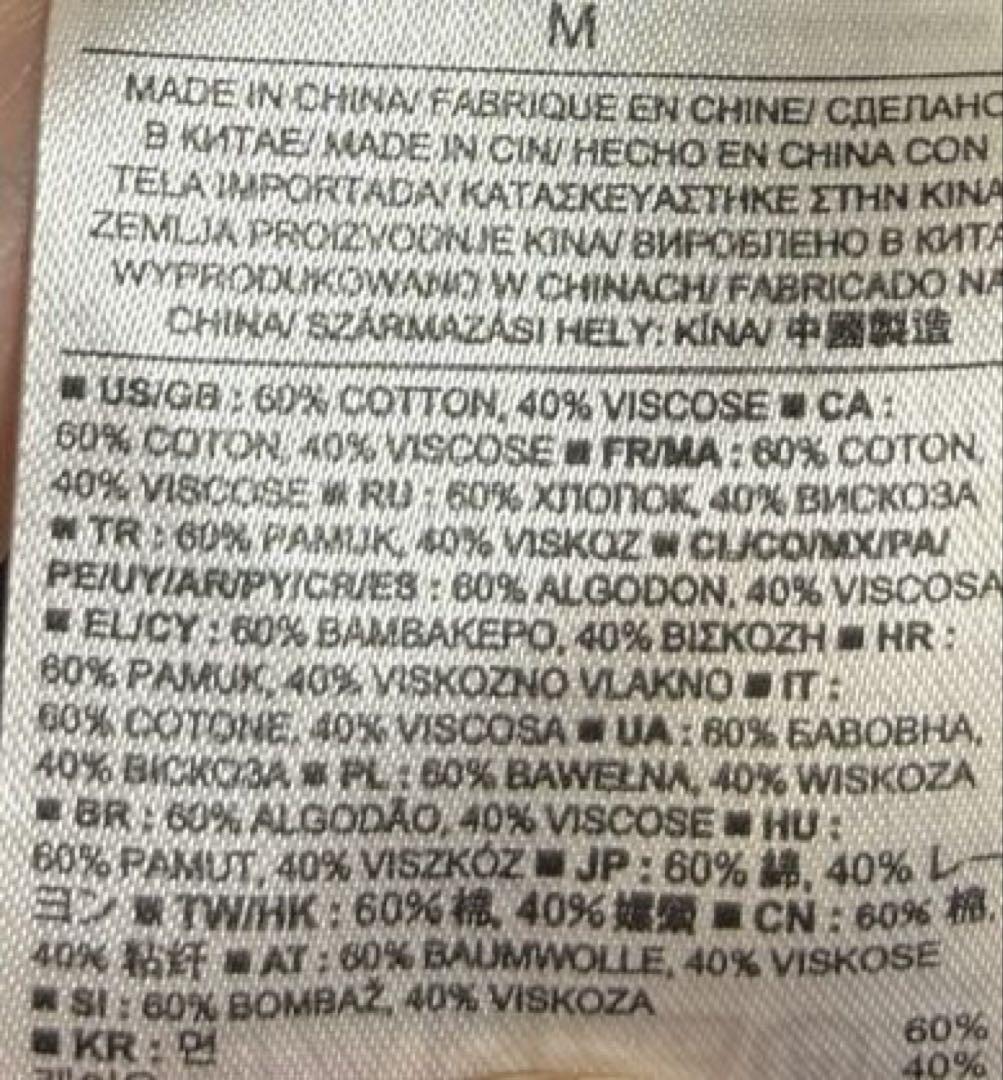 M
MADE IN CHINA/ FABRIQUE EN CHINE/ СДЕЛАНО
В КИТАЕ/ MADE IN CIN/ HECHO EN CHINA CON
TELA IMPORTADA/ ΚΑΤΑΣΚΕΥΑΣΤΗΚΕ ΣΤΗΝ ΚΙΝΑ
ZEMLJA PROIZVODNJE KINA/ ВИРОБЛЕНО В КИТА
WYPRODUKOWANO W CHINACH/ FABRICADO NA
CHINA/ SZÁRMAZÁSI HELY: KÍNA/ 中國製造
■ US/GB : 60% COTTON, 40% VISCOSE ■ CA :
60% COTON, 40% VISCOSE ■ FR/MA : 60% COTON,
40% VISCOSE ■ RU : 60% ХЛОПОК, 40% ВИСКОЗА
■ TR : 60% PAMUK, 40% VISKOZ ■ CL/CO/MX/PA/
PE/UY/AR/PY/CR/ES : 60% ALGODON, 40% VISCOSA
■ EL/CY : 60% ΒΑΜΒΑΚΕΡΟ, 40% ΒΙΣΚΟΖΗ ■ HR :
60% PAMUK, 40% VISKOZNO VLAKNO ■ IT :
60% COTONE, 40% VISCOSA ■ UA : 60% БАВОВНА,
40% ВІСКОЗА ■ PL : 60% BAWEŁNA, 40% WISKOZA
■ BR : 60% ALGODÃO, 40% VISCOSE ■ HU :
60% PAMUT, 40% VISZKÓZ ■ JP : 60% 綿, 40% レー
ヨン ■ TW/HK : 60% 棉, 40% 嫘縈 ■ CN : 60% 棉,
40% 粘纤 ■ AT : 60% BAUMWOLLE, 40% VISKOSE
■ SI : 60% BOMBAŽ, 40% VISKOZA
60%
■ KR : 면
40%